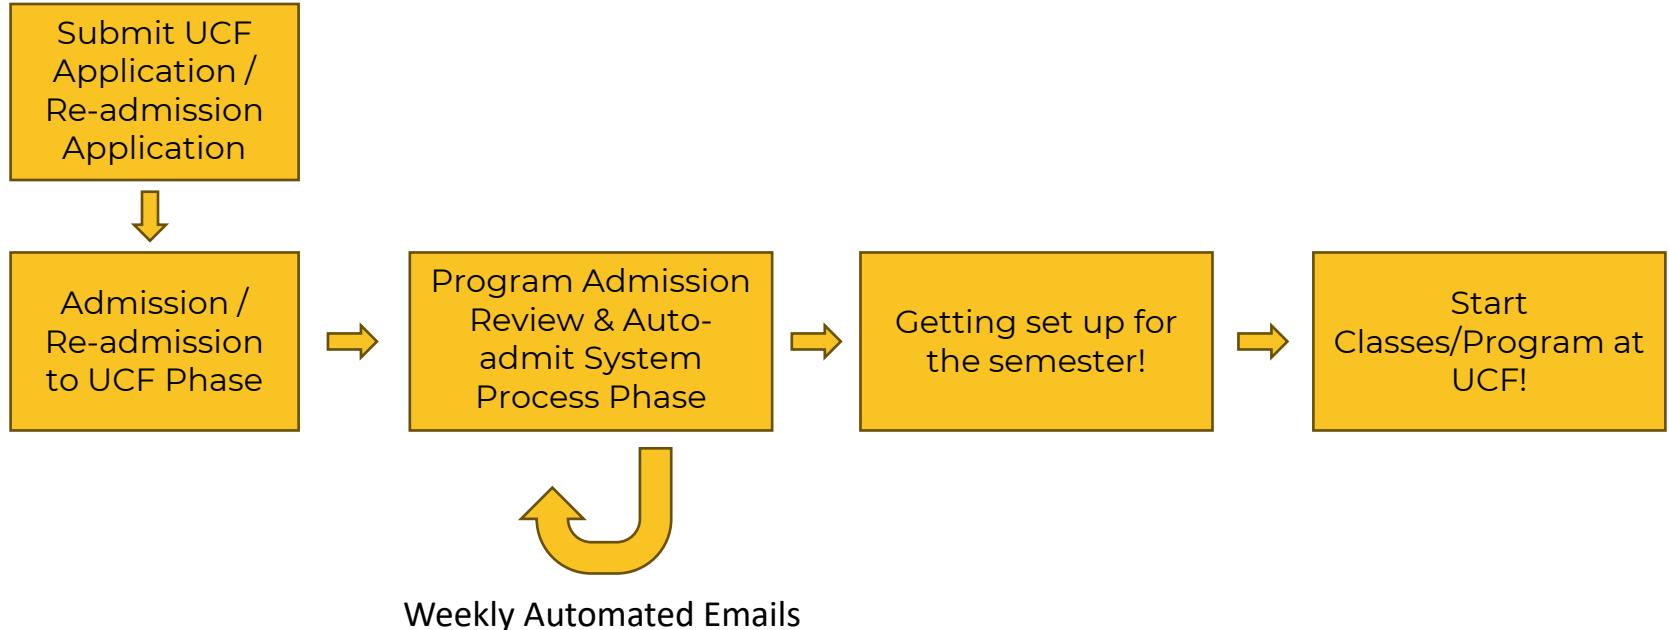 Submit UCF
Application /
Re-admission
Application
Admission /
Re-admission
to UCF Phase
Program Admission
Review & Auto-
admit System
Process Phase
Getting set up for
the semester!
Start
Classes/Program at
UCF!
Weekly Automated Emails